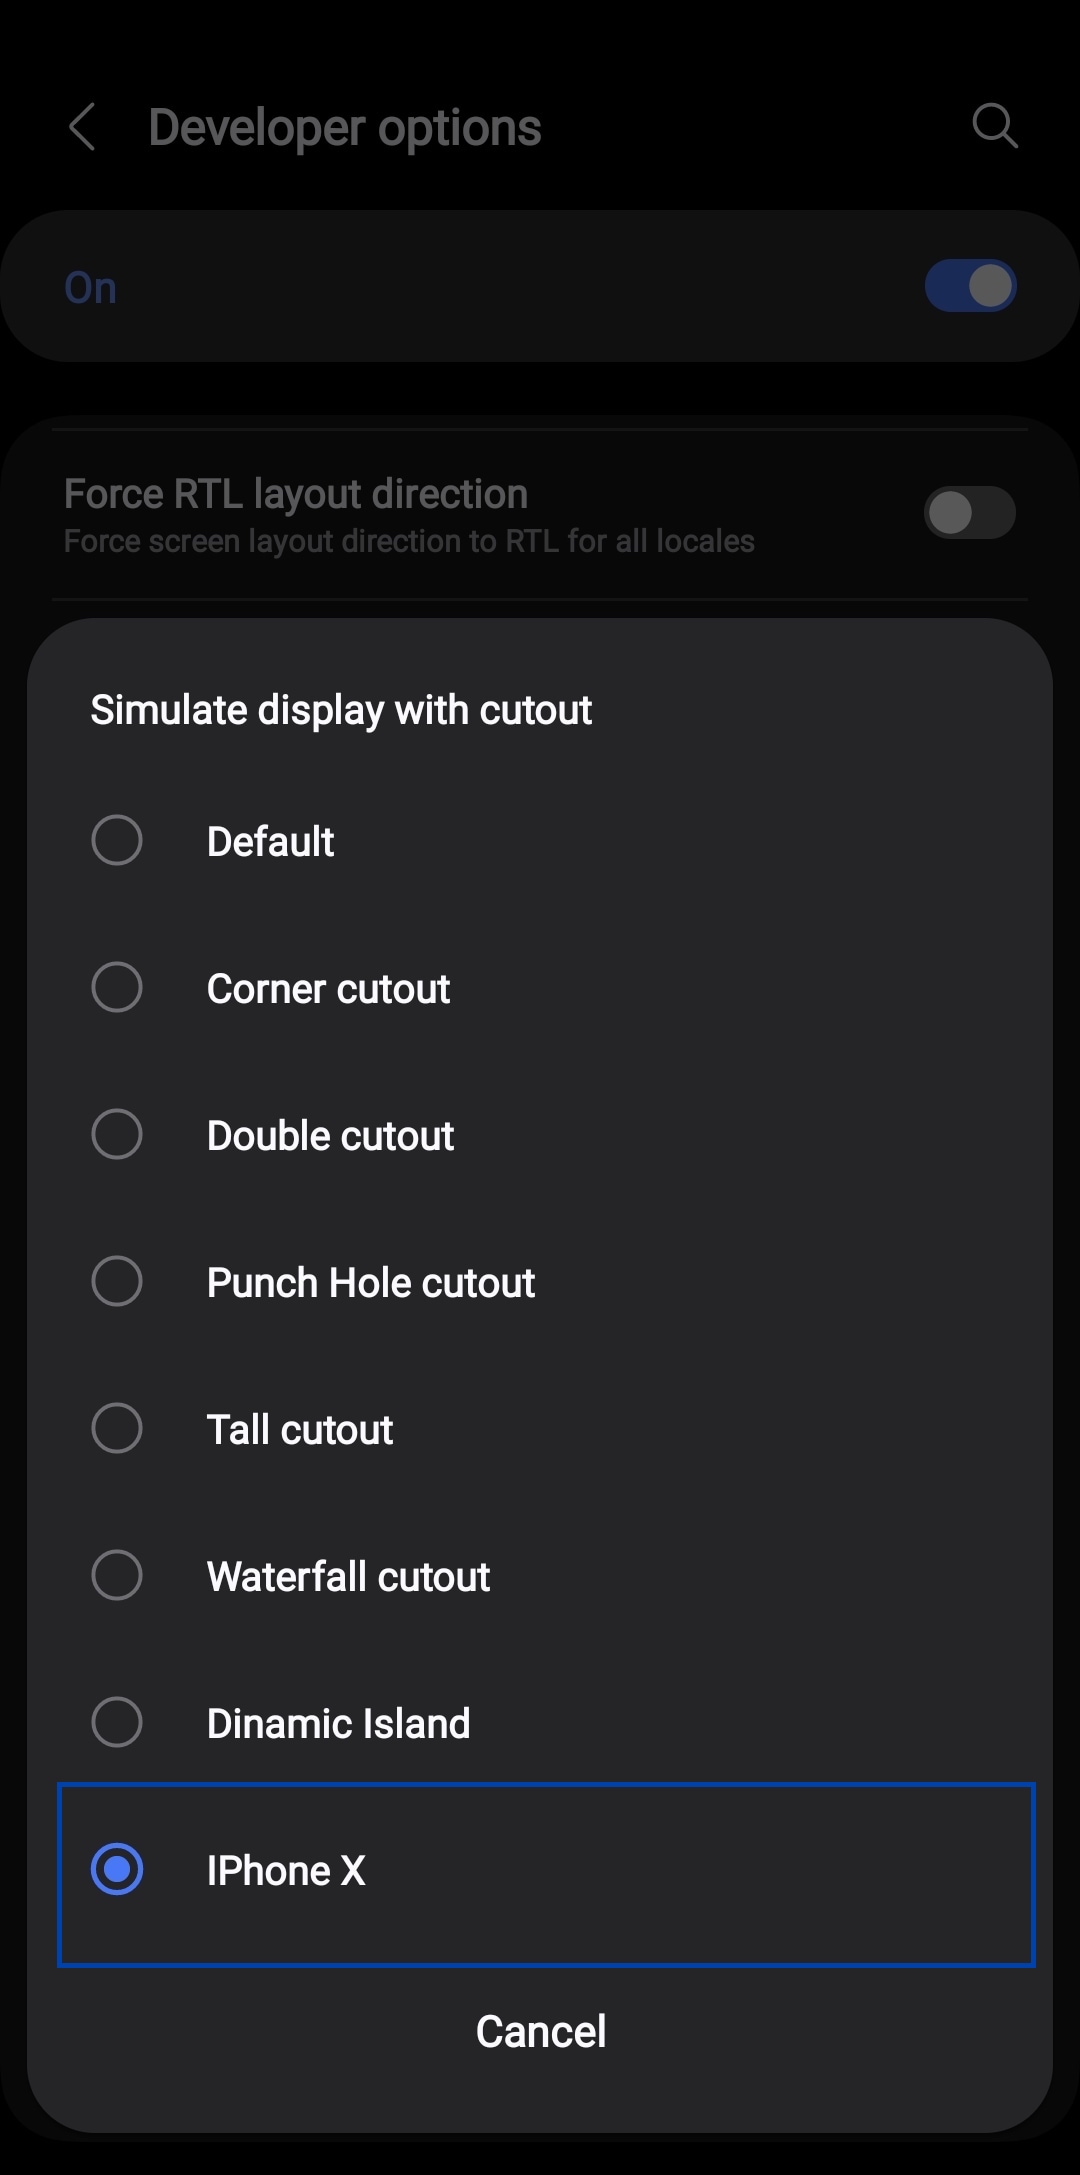 Developer options
On
Force RTL layout direction
Force screen layout direction to RTL for all locales
Simulate display with cutout
Default
Corner cutout
Double cutout
Punch Hole cutout
Tall cutout
Waterfall cutout
Dinamic Island
IPhone X
Cancel